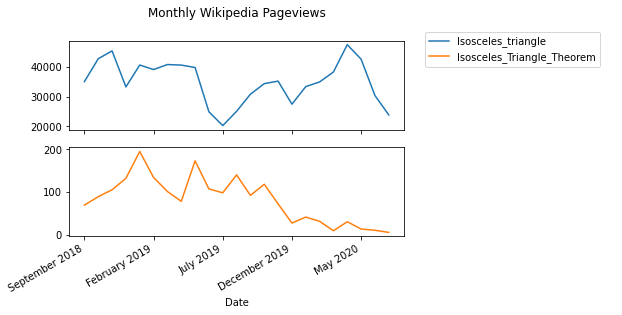 Monthly Wikipedia Pageviews
Isosceles_triangle
Isosceles_Triangle_Theorem
40000
30000
20000
200
100
0
September 2018
February 2019
July 2019
December 2019
May 2020
Date